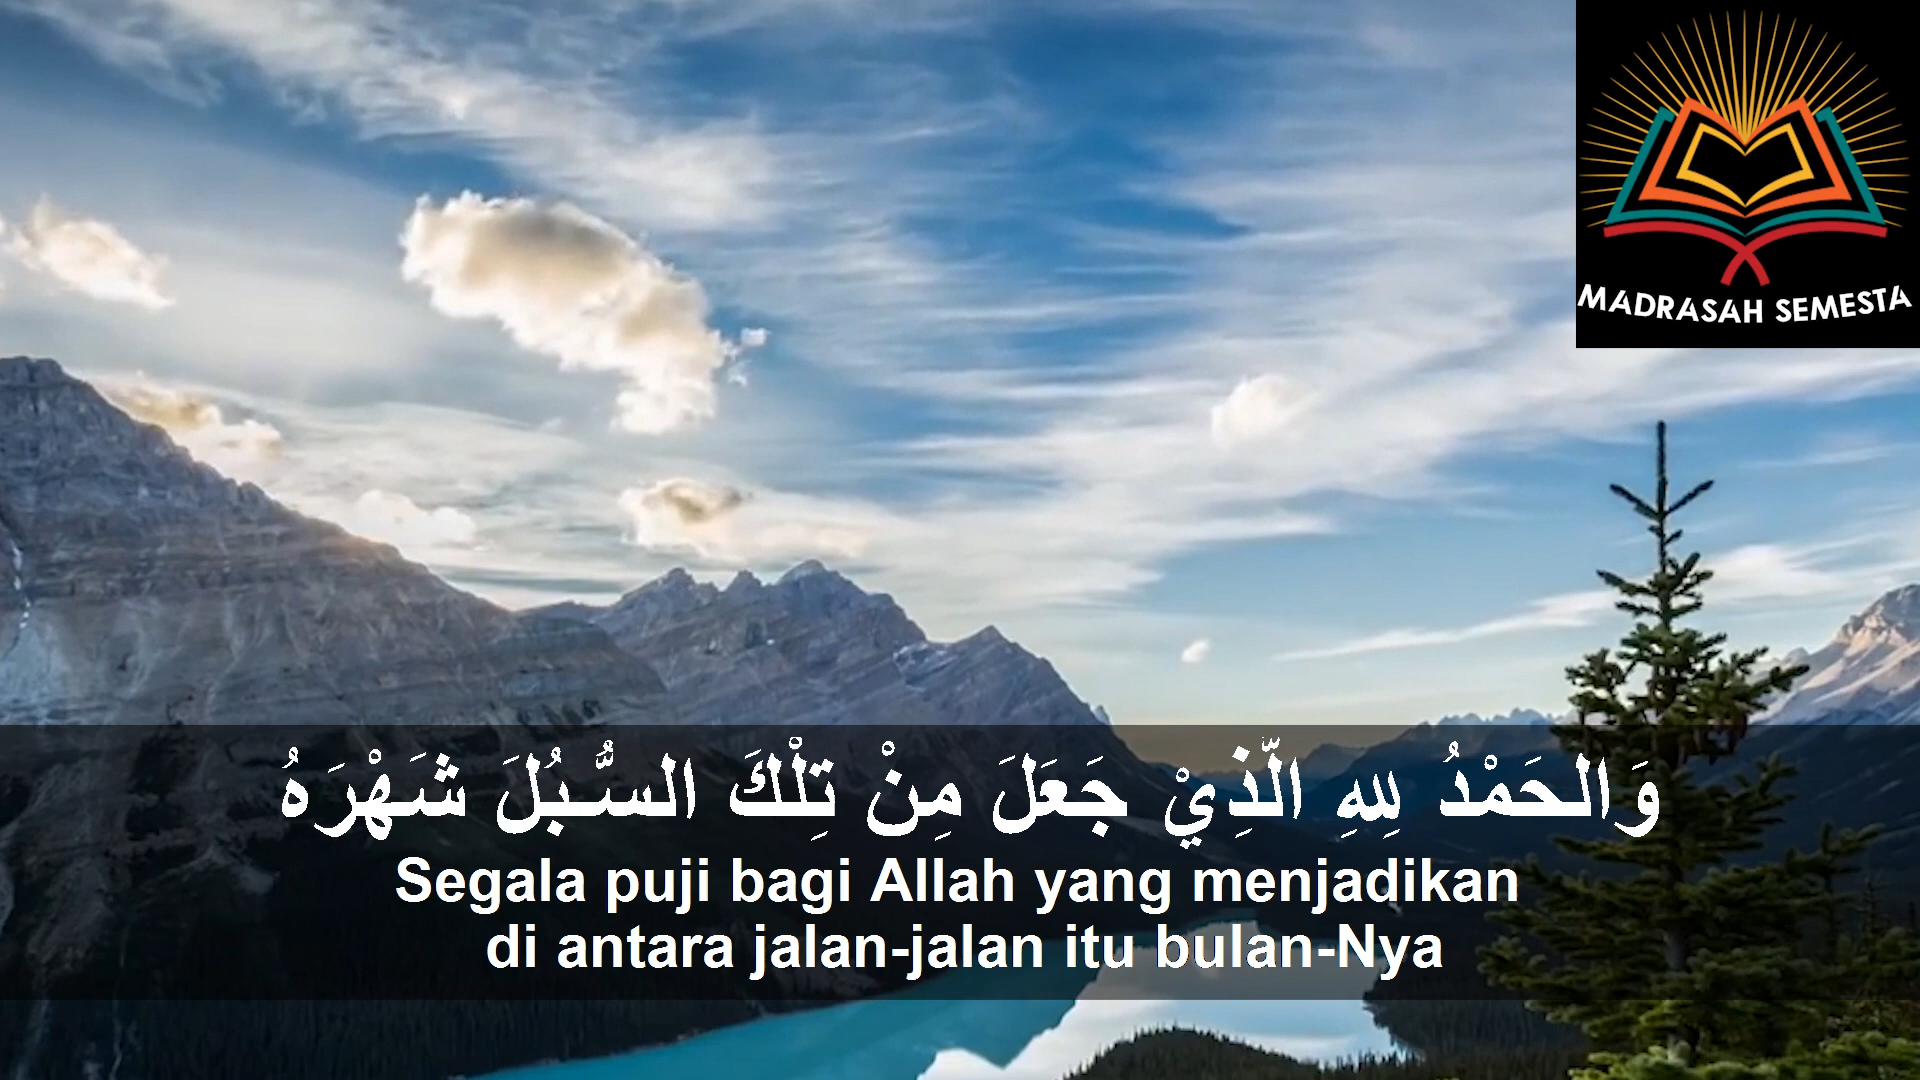 MADRASAH SEMESTA
وَالحَمْدُ لِلهِ الّذِيْ جَعَلَ مِنْ تِلْكَ السُّـبُلَ شَهْرَهُ
Segala puji bagi Allah yang menjadikan
di antara jalan-jalan itu bulan-Nya